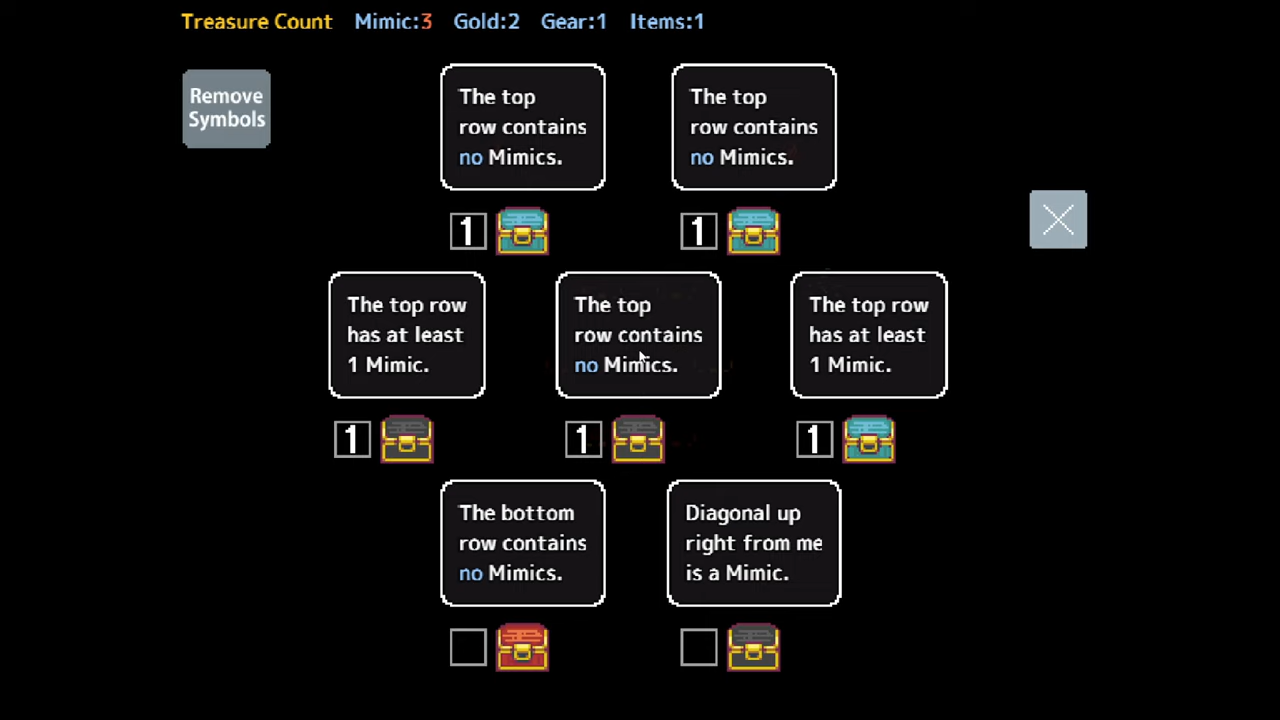 Treasure Count Mimic:3 Gold:2 Gear:1 Items:1
Remove
Symbols
The top
row contains
no Mimics.
The top
row contains
no Mimics.
1
1
The top row
has at least
1 Mimic.
The top
row contains
no Mimics.
The top row
has at least
1 Mimic.
1
1
1
The bottom
row contains
no Mimics.
Diagonal up
right from me
is a Mimic.